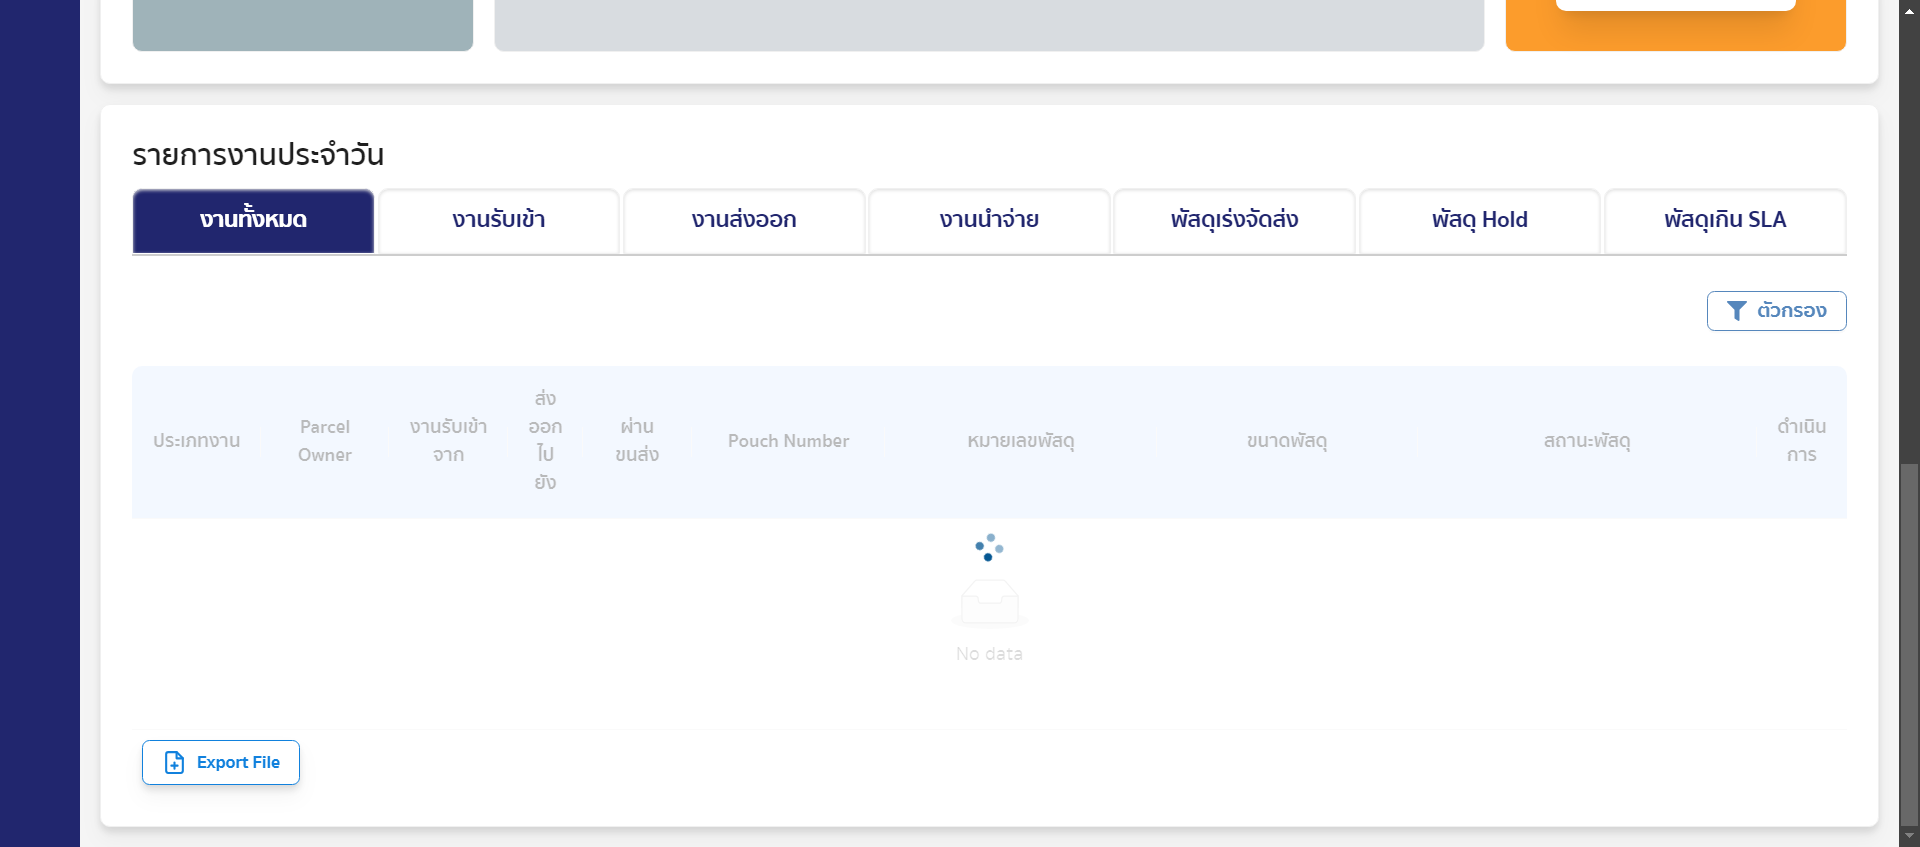 รายการงานประจำวัน
งานทั้งหมด
งานรับเข้า
งานส่งออก
งานนำจ่าย
พัสดุเร่งจัดส่ง
พัสดุ Hold
พัสดุเกิน SLA
ตัวกรอง
ประเภทงาน
Parcel
Owner
งานรับเข้า
จาก
ส่ง
ออก
ไป
ยัง
ผ่าน
ขนส่ง
Pouch Number
หมายเลขพัสดุ
ขนาดพัสดุ
สถานะพัสดุ
ดำเนิน
การ
No data
Export File